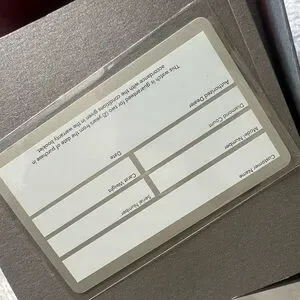 Customer Name
Model Number
Serial Number
Diamond Count
Carat Weight
Authorized Dealer
Date
This watch is guaranteed for two (2) years from the date of purchase in
accordance with the conditions given in the warranty booklet.